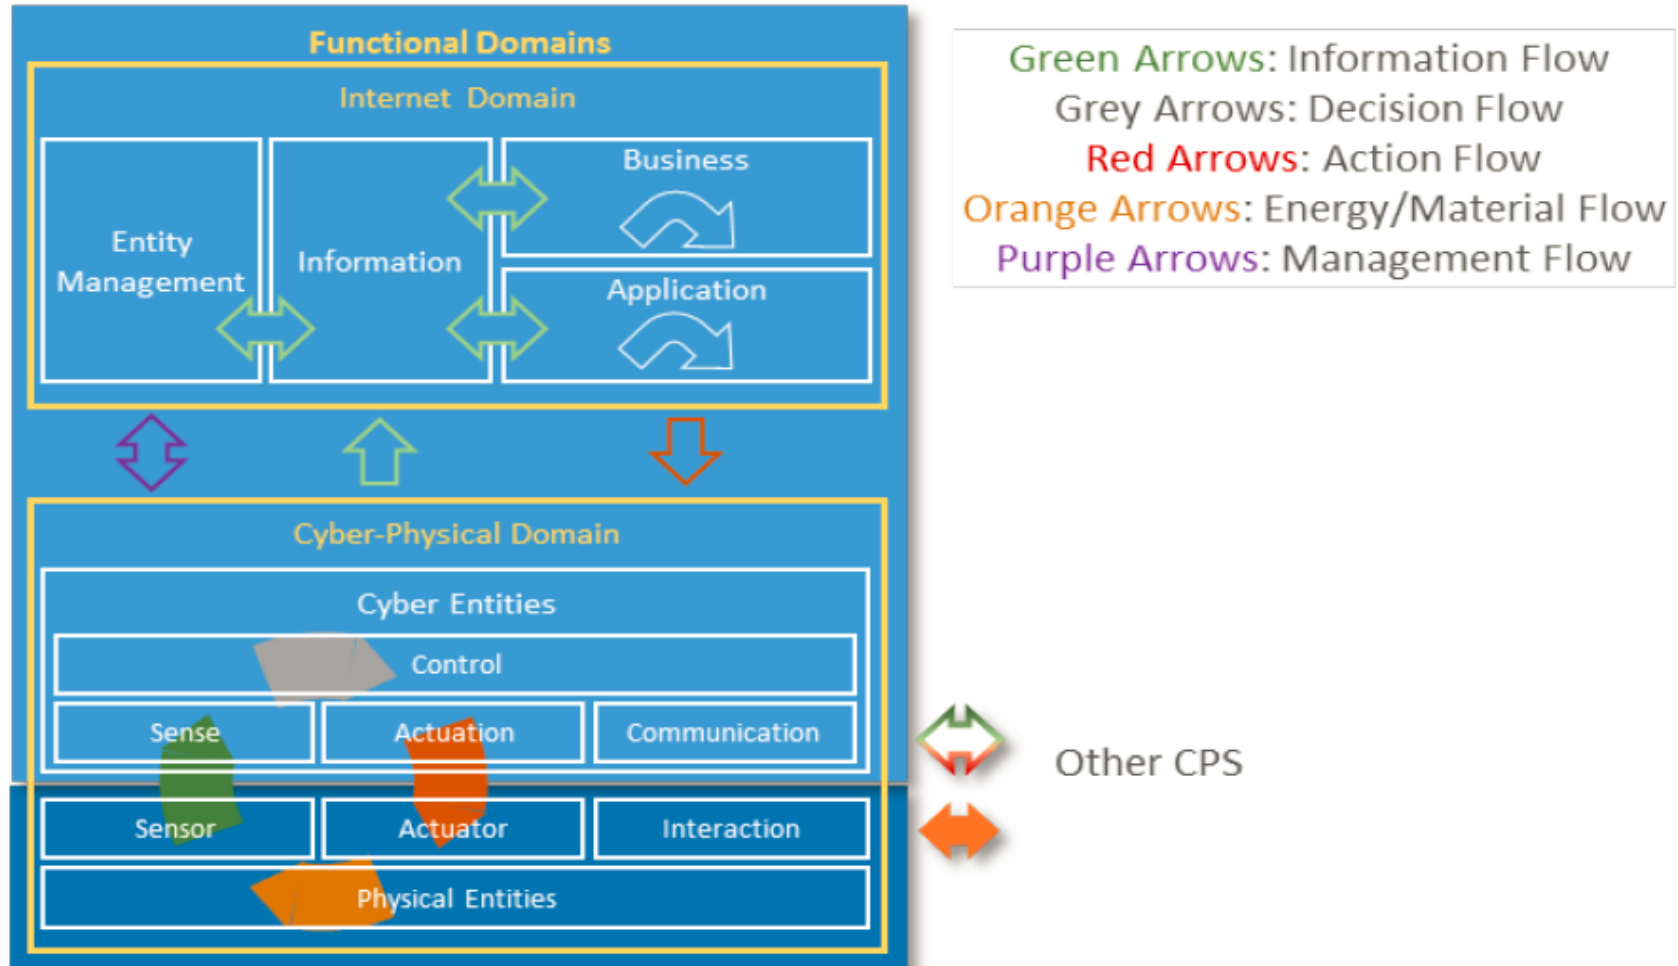 Functional Domains
Internet Domain
Entity
Management
Information
Business
Application
Cyber-Physical Domain
Cyber Entities
Control
Sense
Actuation
Communication
Sensor
Actuator
Interaction
Physical Entities
Green Arrows: Information Flow
Grey Arrows: Decision Flow
Red Arrows: Action Flow
Orange Arrows: Energy/Material Flow
Purple Arrows: Management Flow
Other CPS